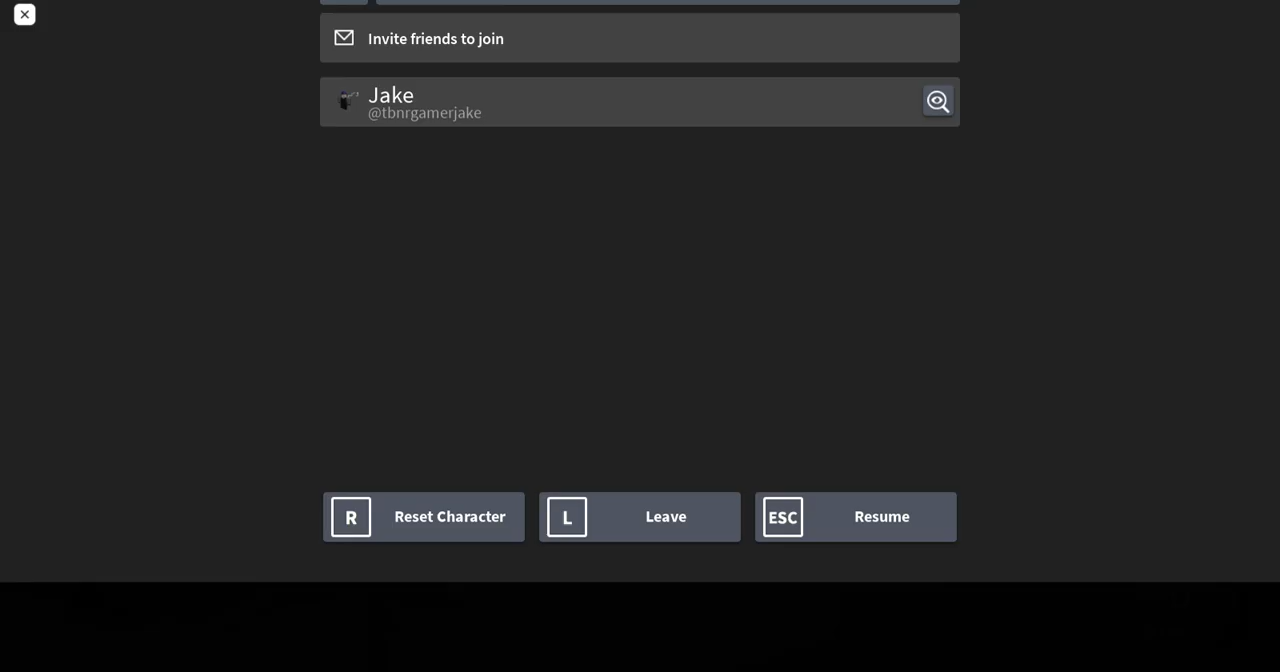 Invite friends to join
Jake
@tbnrgamerjake
R Reset Character
L Leave
ESC Resume